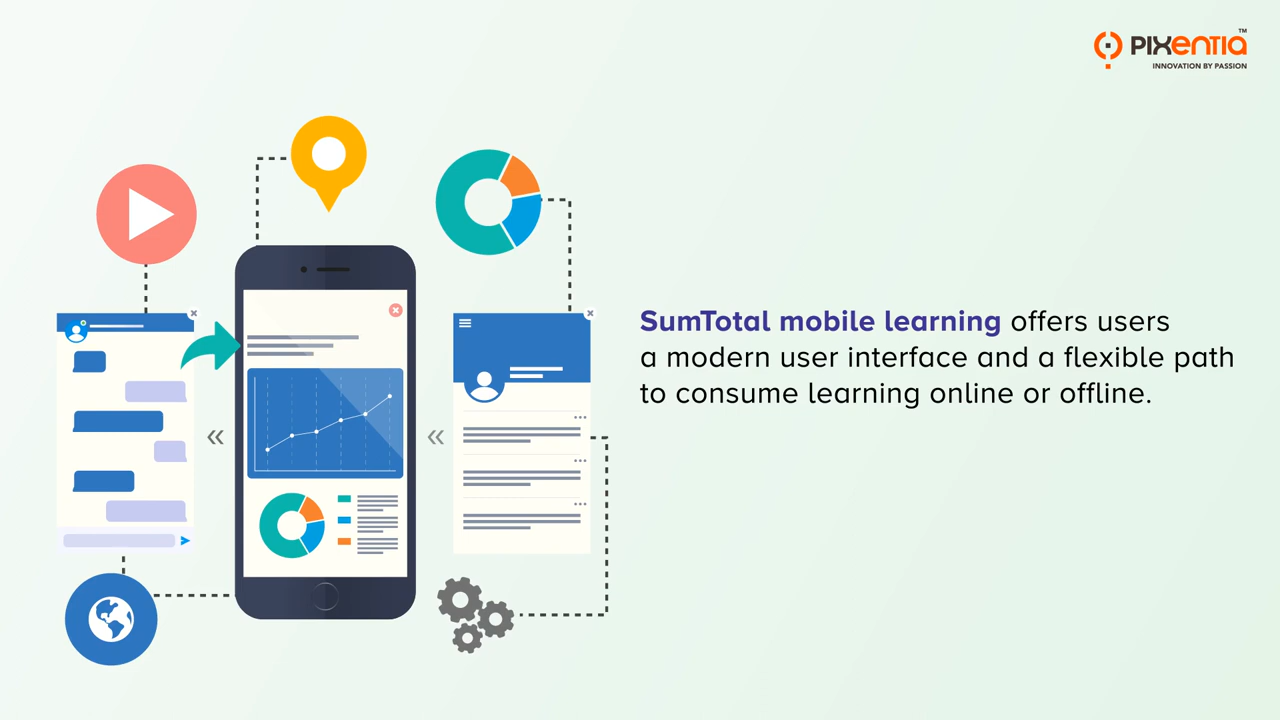 PIXENTIA™
INNOVATION BY PASSION
SumTotal mobile learning offers users
a modern user interface and a flexible path
to consume learning online or offline.